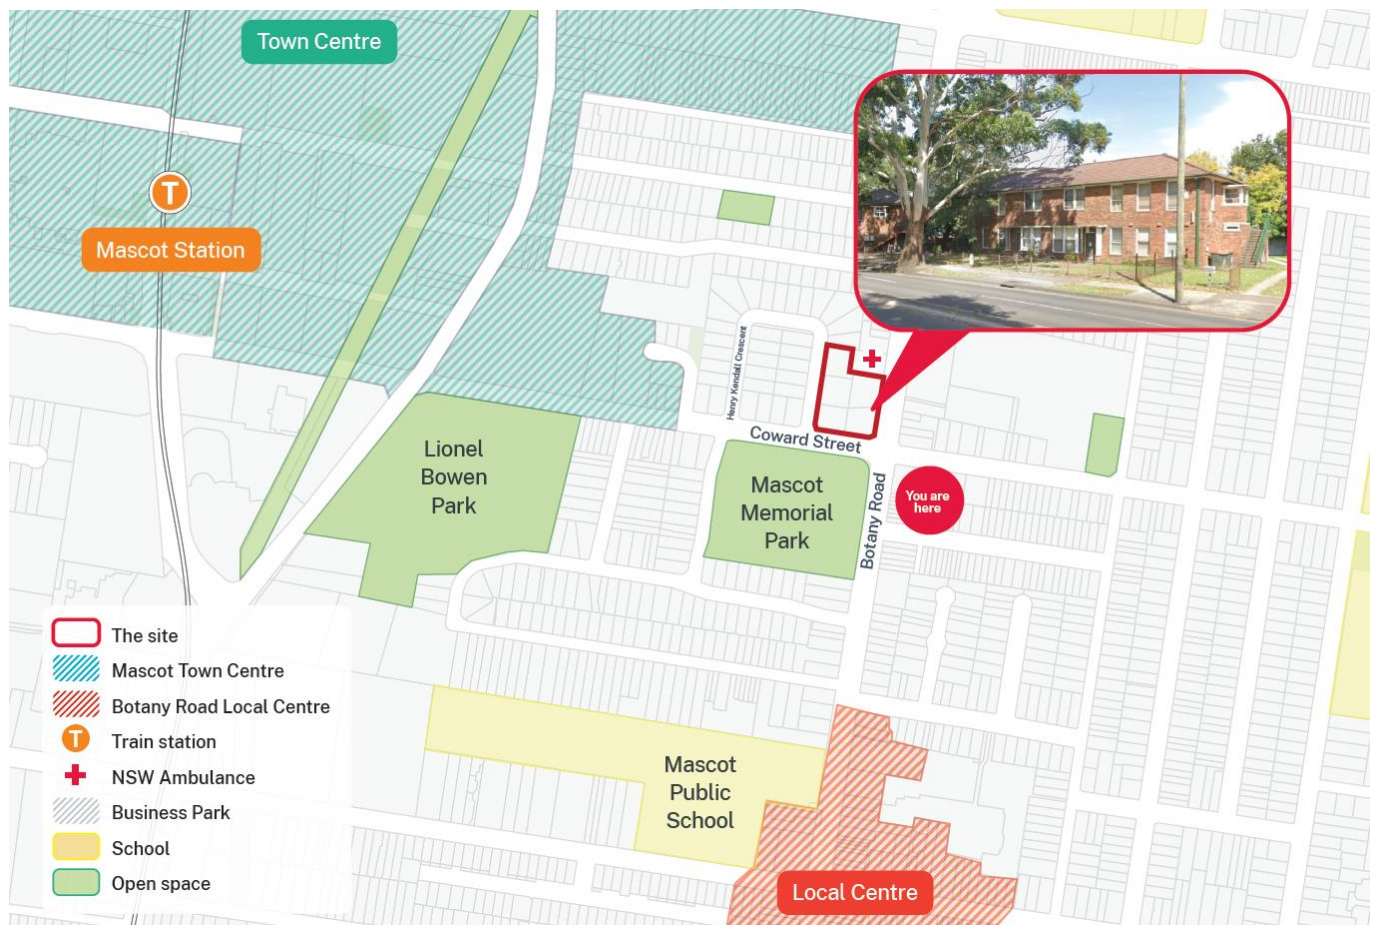 Town Centre
T
Mascot Station
Henry Kendall Crescent
Coward Street
Lionel
Bowen
Park
Mascot
Memorial
Park
Botany Road
You are
here
The site
Mascot Town Centre
Botany Road Local Centre
T
Train station
NSW Ambulance
Business Park
School
Open space
Mascot
Public
School
Local Centre